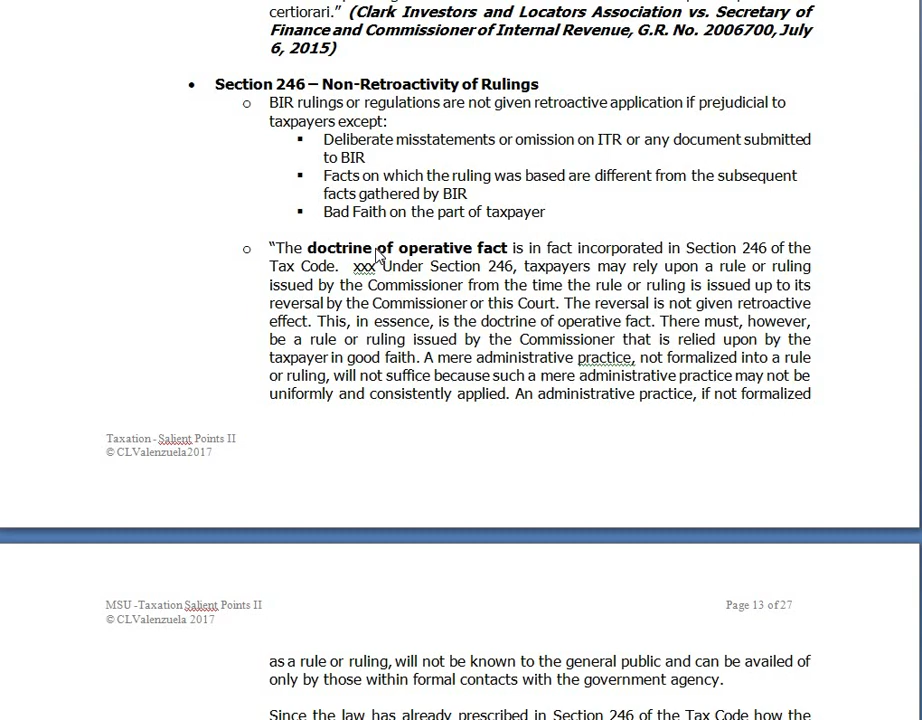 certiorari.” (Clark Investors and Locators Association vs. Secretary of
Finance and Commissioner of Internal Revenue, G.R. No. 2006700, July
6, 2015)
• Section 246 – Non-Retroactivity of Rulings
o BIR rulings or regulations are not given retroactive application if prejudicial to
taxpayers except:
▪ Deliberate misstatements or omission on ITR or any document submitted
to BIR
▪ Facts on which the ruling was based are different from the subsequent
facts gathered by BIR
▪ Bad Faith on the part of taxpayer
o “The doctrine of operative fact is in fact incorporated in Section 246 of the
Tax Code. xxx Under Section 246, taxpayers may rely upon a rule or ruling
issued by the Commissioner from the time the rule or ruling is issued up to its
reversal by the Commissioner or this Court. The reversal is not given retroactive
effect. This, in essence, is the doctrine of operative fact. There must, however,
be a rule or ruling issued by the Commissioner that is relied upon by the
taxpayer in good faith. A mere administrative practice, not formalized into a rule
or ruling, will not suffice because such a mere administrative practice may not be
uniformly and consistently applied. An administrative practice, if not formalized
Taxation - Salient Points II
© CLValenzuela2017
MSU -Taxation Salient Points II
Page 13 of 27
© CLValenzuela 2017
as a rule or ruling, will not be known to the general public and can be availed of
only by those within formal contacts with the government agency.
Since the law has already prescribed in Section 246 of the Tax Code how the